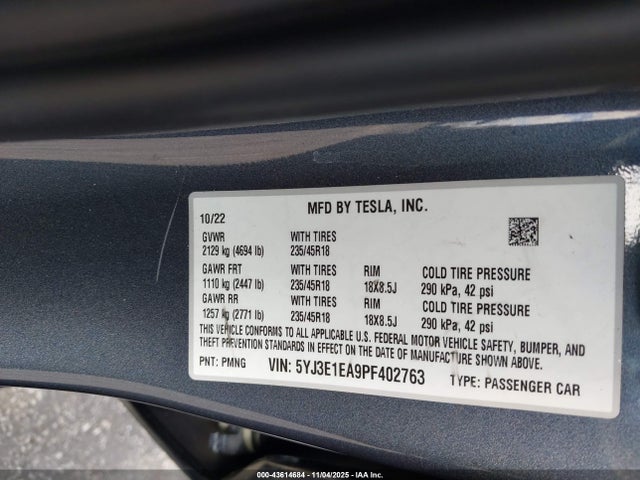 MFD BY TESLA, INC.
10/22
GVWR WITH TIRES
2129 kg (4694 lb) 235/45R18
GAWR FRT WITH TIRES RIM COLD TIRE PRESSURE
1110 kg (2447 lb) 235/45R18 18X8.5J 290 kPa, 42 psi
GAWR RR WITH TIRES RIM COLD TIRE PRESSURE
1257 kg (2771 lb) 235/45R18 18X8.5J 290 kPa, 42 psi
THIS VEHICLE CONFORMS TO ALL APPLICABLE U.S. FEDERAL MOTOR VEHICLE SAFETY, BUMPER, AND
THEFT PREVENTION STANDARDS IN EFFECT ON THE DATE OF MANUFACTURE SHOWN ABOVE.
PNT: PMNG VIN: 5YJ3E1EA9PF402763 TYPE: PASSENGER CAR
000-43614684 - 11/04/2025 - IAA Inc.